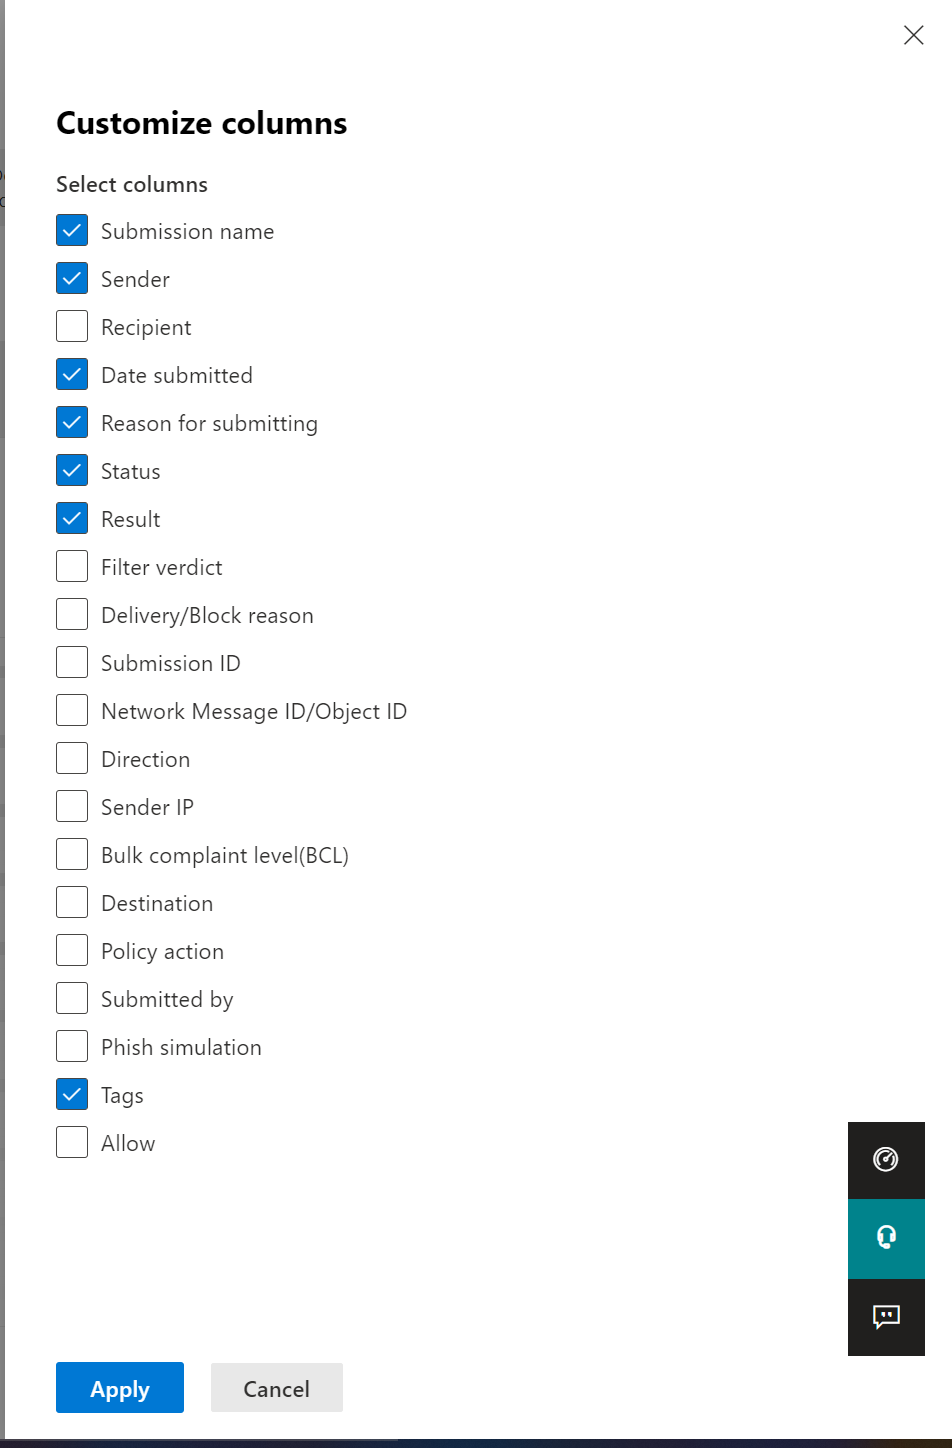 Customize columns
Select columns
Submission name
Sender
Recipient
Date submitted
Reason for submitting
Status
Result
Filter verdict
Delivery/Block reason
Submission ID
Network Message ID/Object ID
Direction
Sender IP
Bulk complaint level(BCL)
Destination
Policy action
Submitted by
Phish simulation
Tags
Allow
Apply
Cancel